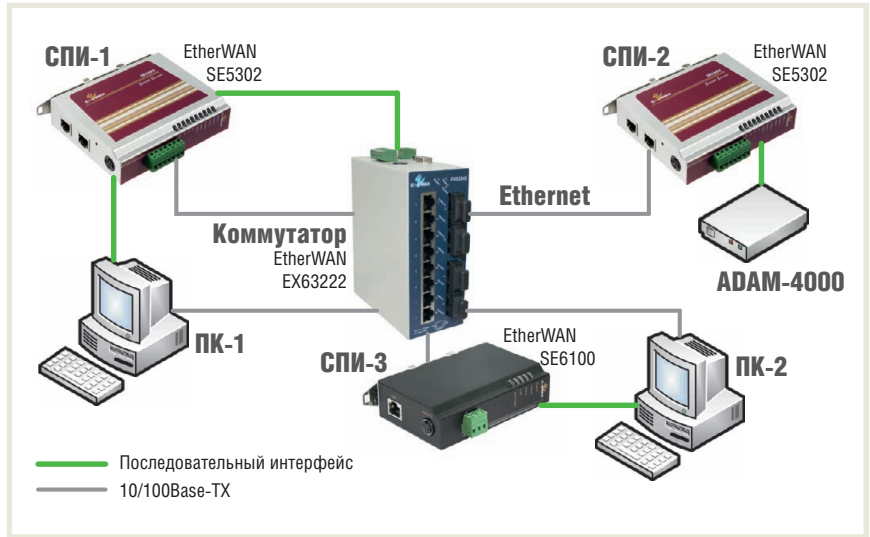 СПИ-1
EtherWAN
SE5302
СПИ-2
EtherWAN
SE5302
Ethernet
Коммутатор
EtherWAN
EX63222
ADAM-4000
ПК-1
СПИ-3
EtherWAN
SE6100
ПК-2
Последовательный интерфейс
10/100Base-TX